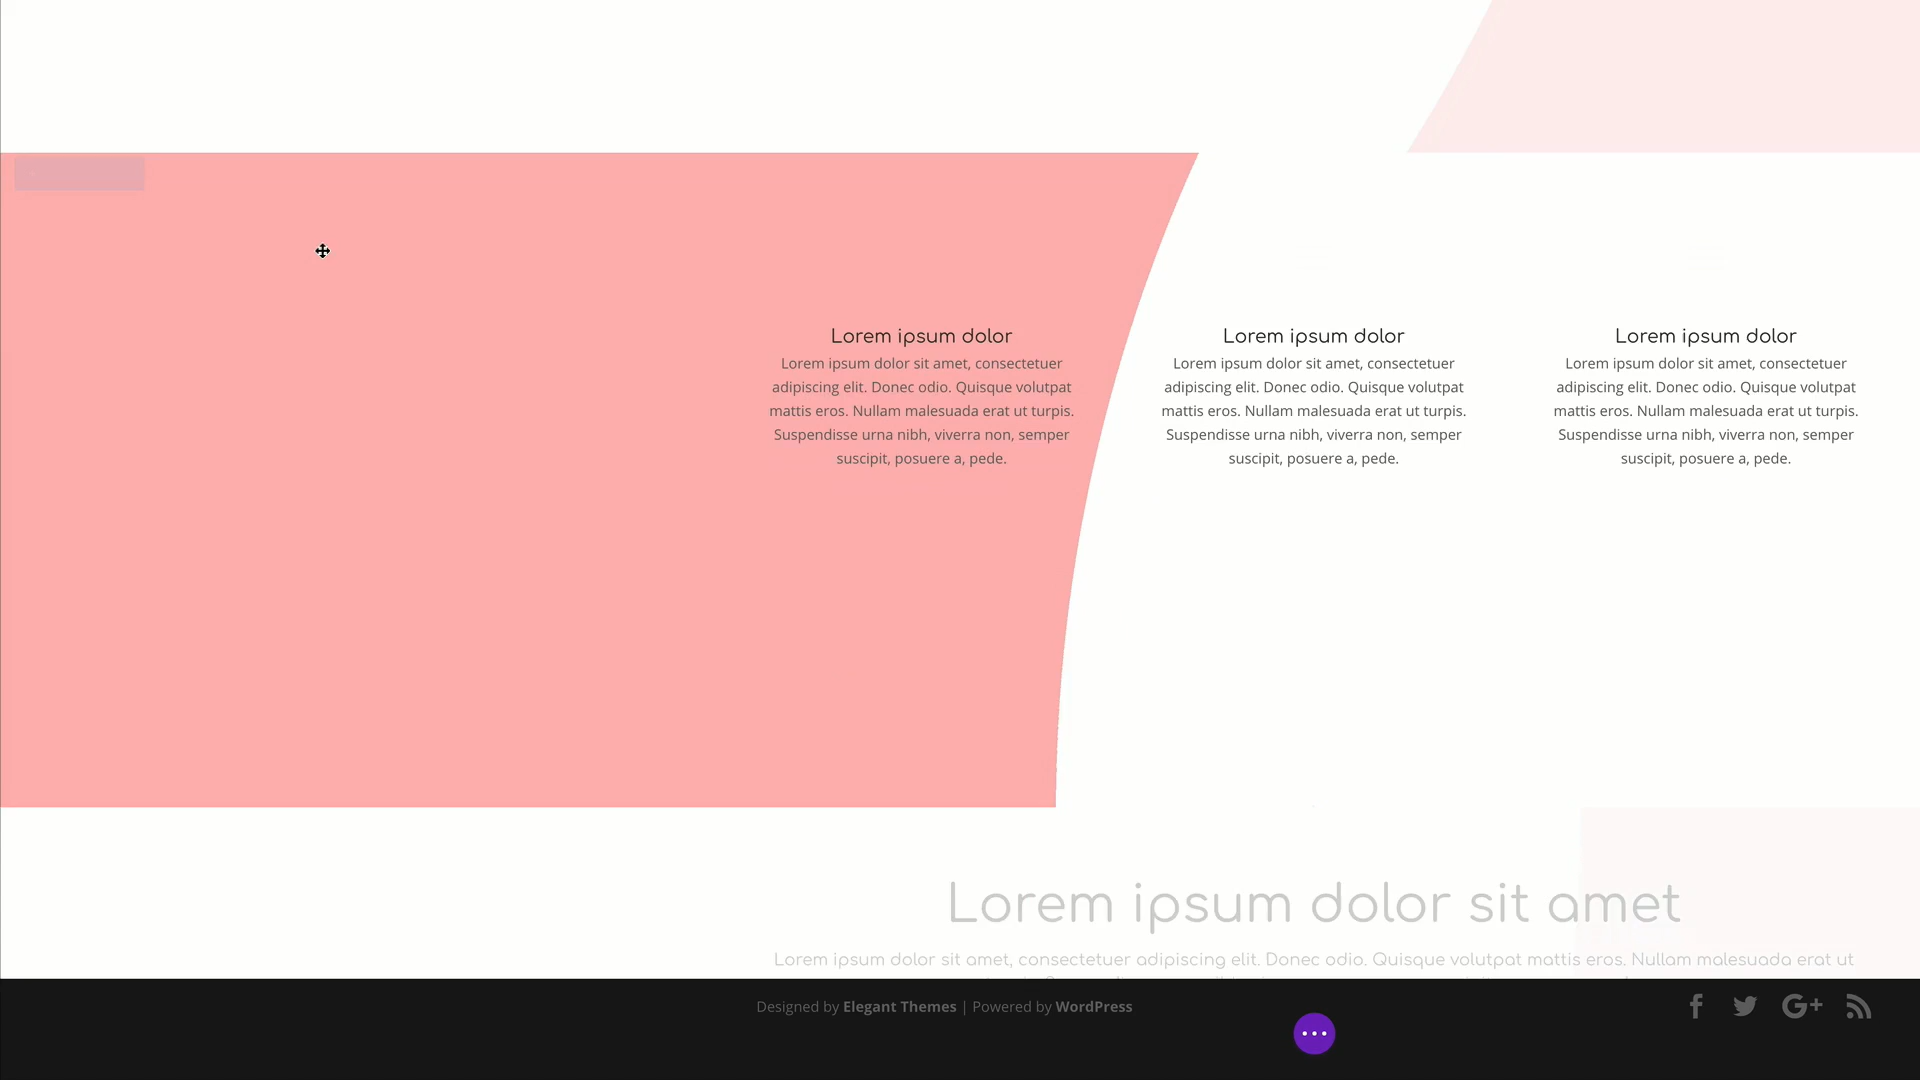 Lorem ipsum dolor
Lorem ipsum dolor sit amet, consectetuer
adipiscing elit. Donec odio. Quisque volutpat
mattis eros. Nullam malesuada erat ut turpis.
Suspendisse urna nibh, viverra non, semper
suscipit, posuere a, pede.
Lorem ipsum dolor
Lorem ipsum dolor sit amet, consectetuer
adipiscing elit. Donec odio. Quisque volutpat
mattis eros. Nullam malesuada erat ut turpis.
Suspendisse urna nibh, viverra non, semper
suscipit, posuere a, pede.
Lorem ipsum dolor
Lorem ipsum dolor sit amet, consectetuer
adipiscing elit. Donec odio. Quisque volutpat
mattis eros. Nullam malesuada erat ut turpis.
Suspendisse urna nibh, viverra non, semper
suscipit, posuere a, pede.
Lorem ipsum dolor sit amet
Lorem ipsum dolor sit amet, consectetuer adipiscing elit. Donec odio. Quisque volutpat mattis eros. Nullam malesuada erat ut
Designed by Elegant Themes | Powered by WordPress